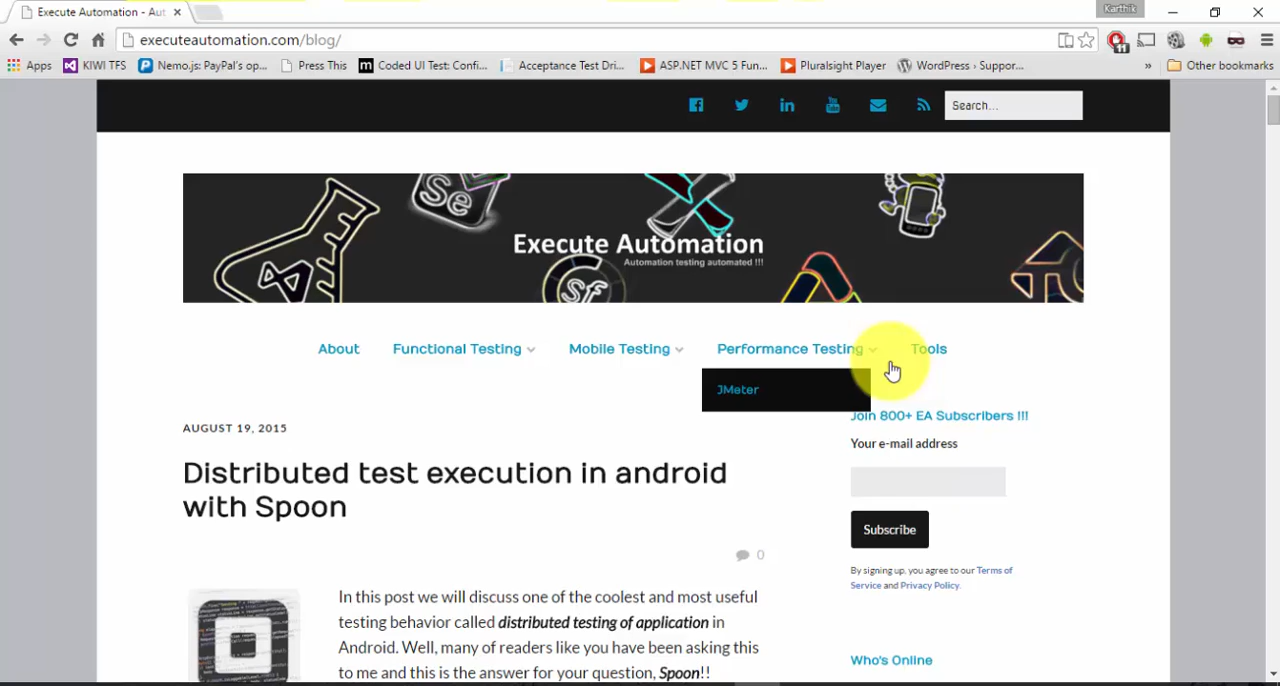 Execute Automation - Aut
Karthik
executeautomation.com/blog/
11
Apps
KIWI TFS
Nemo.js: PayPal's op...
Press This
m
Coded UI Test: Confi...
Acceptance Test Dri...
ASP.NET MVC 5 Fun...
Pluralsight Player
WordPress › Suppor...
»
Other bookmarks
Search...
Se
Execute Automation
Automation testing automated !!!
Sf
About
Functional Testing
Mobile Testing
Performance Testing
Tools
JMeter
Join 800+ EA Subscribers !!!
AUGUST 19, 2015
Your e-mail address
Distributed test execution in android
with Spoon
Subscribe
0
By signing up, you agree to our Terms of
Service and Privacy Policy.
In this post we will discuss one of the coolest and most useful
testing behavior called distributed testing of application in
Android. Well, many of readers like you have been asking this
to me and this is the answer for your question, Spoon!!
Who's Online